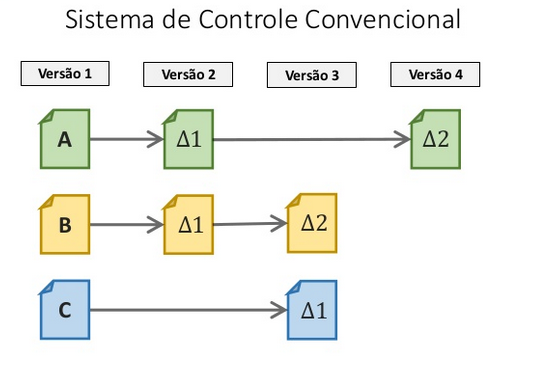 Sistema de Controle Convencional
Versão 1 Versão 2 Versão 3 Versão 4
A Δ1 Δ2
B Δ1 Δ2
C Δ1